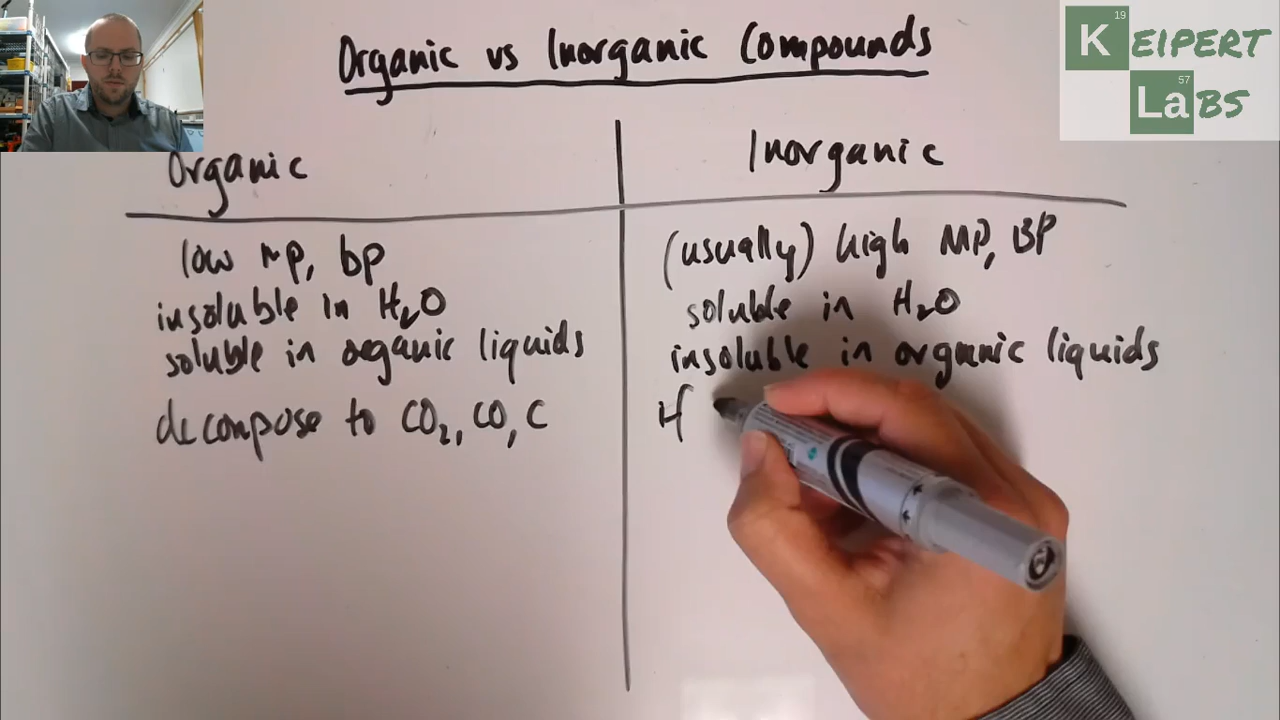 Organic vs Inorganic Compounds
19
KEIPERT
57
LaBS
Organic
Inorganic
low MP, bp
(usually) high MP, BP
insoluble in H₂O
soluble in H₂O
soluble in organic liquids
insoluble in organic liquids
decompose to CO₂, CO, C
If